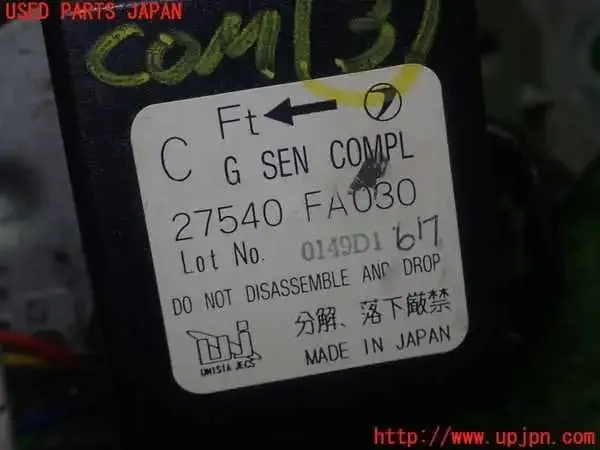 USED PARTS JAPAN
COM(3)
Ft ←
C
G SEN COMPL
27540 FA030
Lot No. 0149D1 617
DO NOT DISASSEMBLE AND DROP
分解、落下厳禁
UNISIA JECS
MADE IN JAPAN
http://www.upjpn.com/